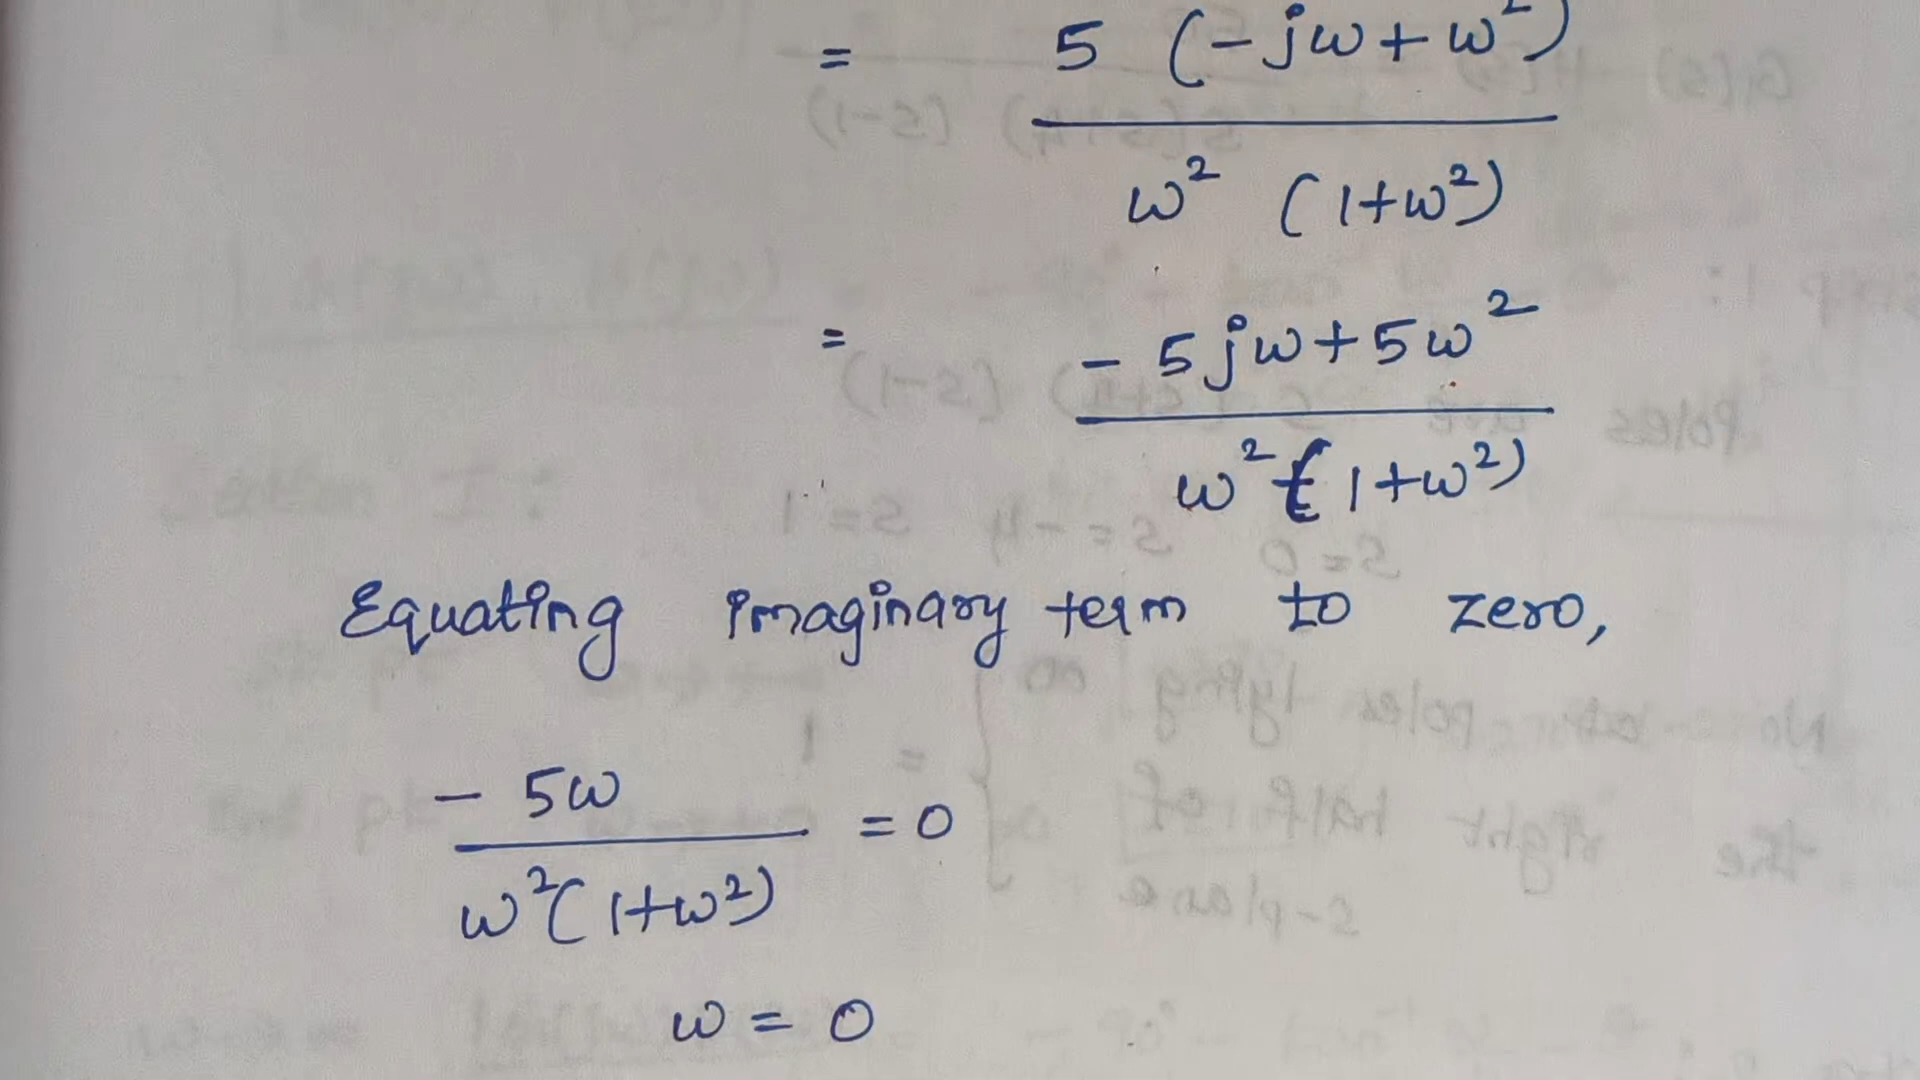 = 5 (-jω+ω²) / ω² (1+ω²)
= -5jω+5ω² / ω² (1+ω²)
Equating imaginary term to zero,
-5ω / ω²(1+ω²) = 0
ω = 0